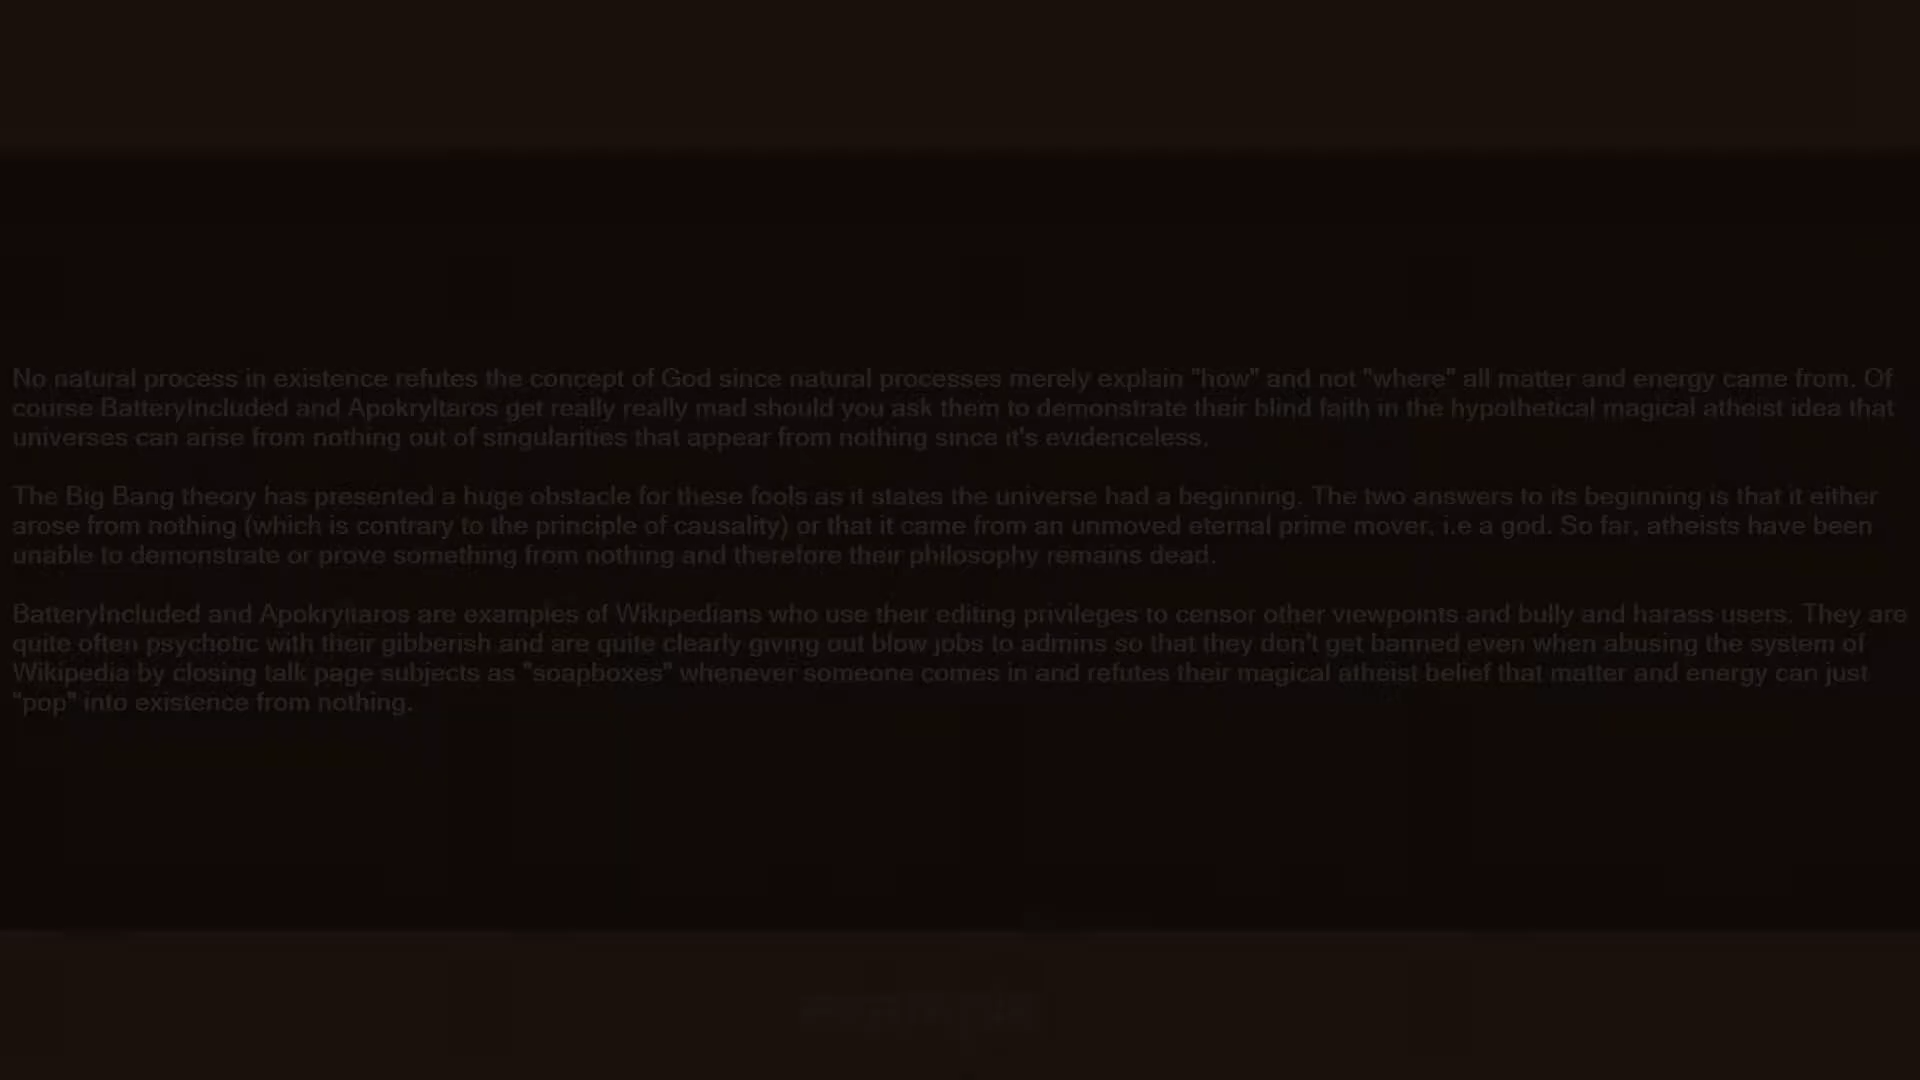 No natural process in existence refutes the concept of God since natural processes merely explain "how" and not "where" all matter and energy came from. Of
course BatteryIncluded and Apokryltaros get really really mad should you ask them to demonstrate their blind faith in the hypothetical magical atheist idea that
universes can arise from nothing out of singularities that appear from nothing since it's evidenceless.
The Big Bang theory has presented a huge obstacle for these fools as it states the universe had a beginning. The two answers to its beginning is that it either
arose from nothing (which is contrary to the principle of causality) or that it came from an unmoved eternal prime mover, i.e a god. So far, atheists have been
unable to demonstrate or prove something from nothing and therefore their philosophy remains dead.
BatteryIncluded and Apokryltaros are examples of Wikipedians who use their editing privileges to censor other viewpoints and bully and harass users. They are
quite often psychotic with their gibberish and are quite clearly giving out blow jobs to admins so that they don't get banned even when abusing the system of
Wikipedia by closing talk page subjects as "soapboxes" whenever someone comes in and refutes their magical atheist belief that matter and energy can just
"pop" into existence from nothing.